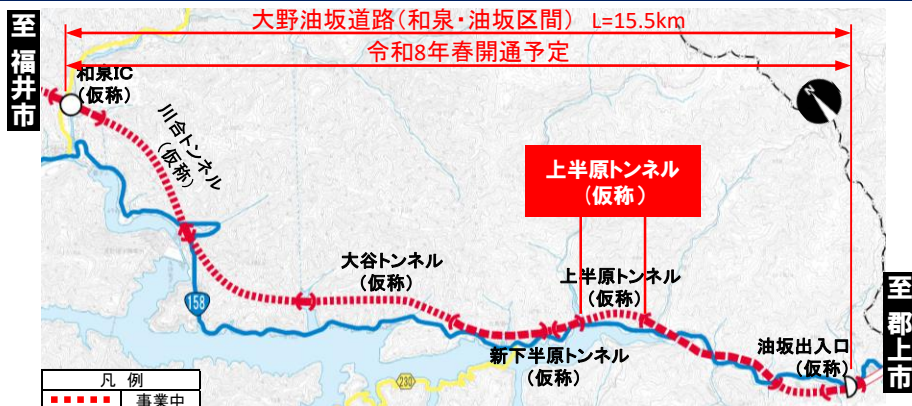 大野油坂道路(和泉・油坂区間) L=15.5km
令和8年春開通予定
至 福井市
和泉IC
(仮称)
川合トンネル
(仮称)
N
上半原トンネル
(仮称)
大谷トンネル
(仮称)
上半原トンネル
(仮称)
158
新下半原トンネル
(仮称)
230
油坂出入口
(仮称)
至 郡上市
凡 例
事業中